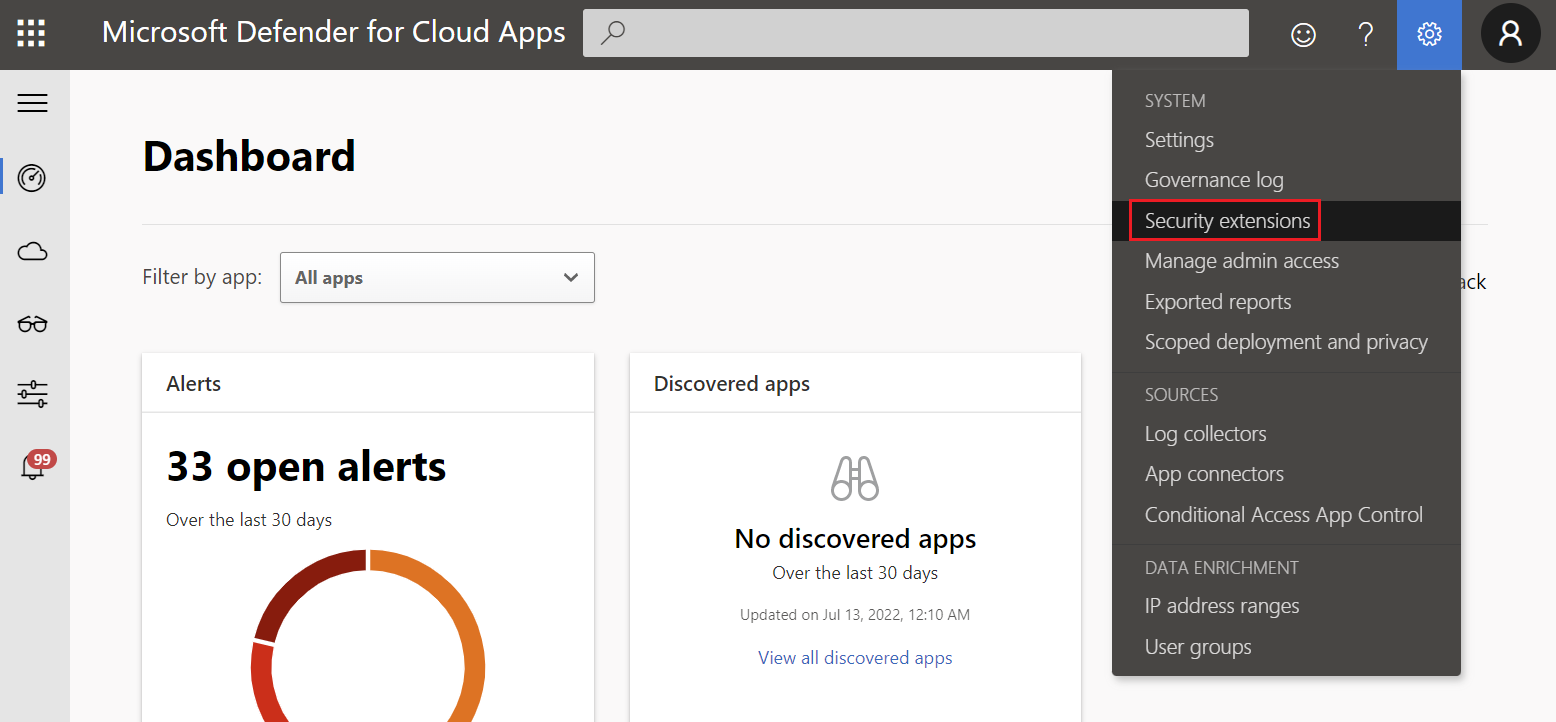 Microsoft Defender for Cloud Apps
?
Dashboard
Filter by app:
All apps
ack
Alerts
33 open alerts
Over the last 30 days
Discovered apps
No discovered apps
Over the last 30 days
Updated on Jul 13, 2022, 12:10 AM
View all discovered apps
99
SYSTEM
Settings
Governance log
Security extensions
Manage admin access
Exported reports
Scoped deployment and privacy
SOURCES
Log collectors
App connectors
Conditional Access App Control
DATA ENRICHMENT
IP address ranges
User groups